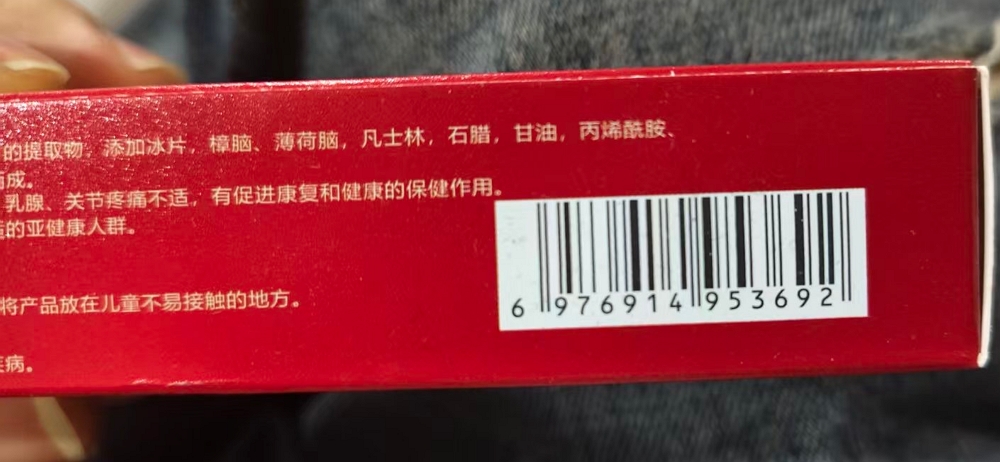 的提取物，添加冰片，樟脑、薄荷脑，凡士林，石腊，甘油，丙烯酰胺、
而成。
乳腺、关节疼痛不适，有促进康复和健康的保健作用。
的亚健康人群。
将产品放在儿童不易接触的地方。
疾病。
6 976914 953692